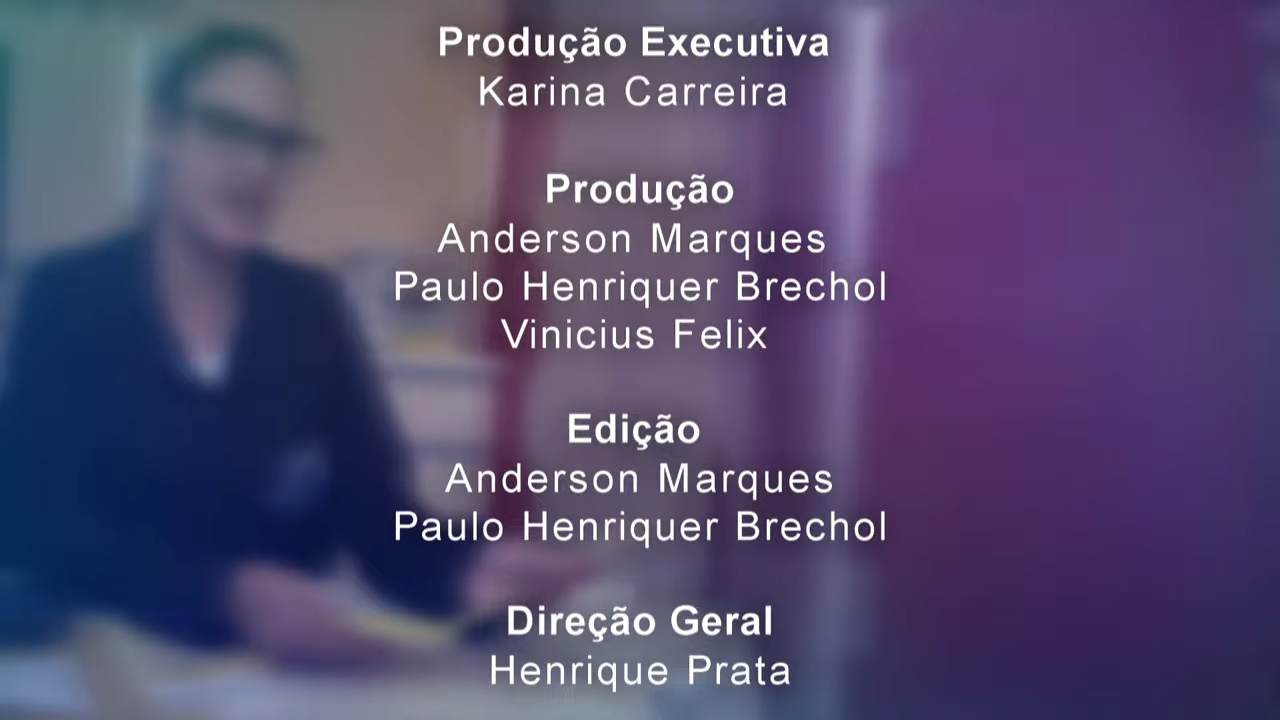 Produção Executiva
Karina Carreira
Produção
Anderson Marques
Paulo Henriquer Brechol
Vinicius Felix
Edição
Anderson Marques
Paulo Henriquer Brechol
Direção Geral
Henrique Prata